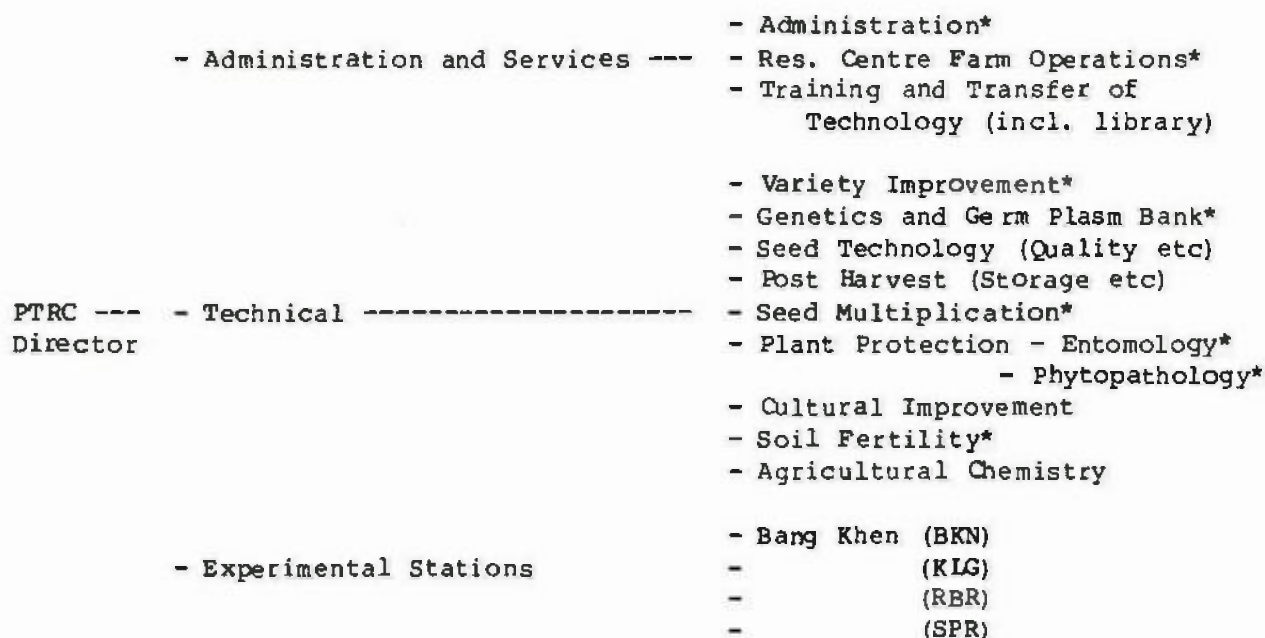 - Administration*
- Administration and Services --- - Res. Centre Farm Operations*
- Training and Transfer of
Technology (incl. library)
- Variety Improvement*
- Genetics and Germ Plasm Bank*
- Seed Technology (Quality etc)
- Post Harvest (Storage etc)
PTRC --- - Technical --------------------- - Seed Multiplication*
Director - Plant Protection - Entomology*
- Phytopathology*
- Cultural Improvement
- Soil Fertility*
- Agricultural Chemistry
- Bang Khen (BKN)
- Experimental Stations - (KLG)
- (RBR)
- (SPR)